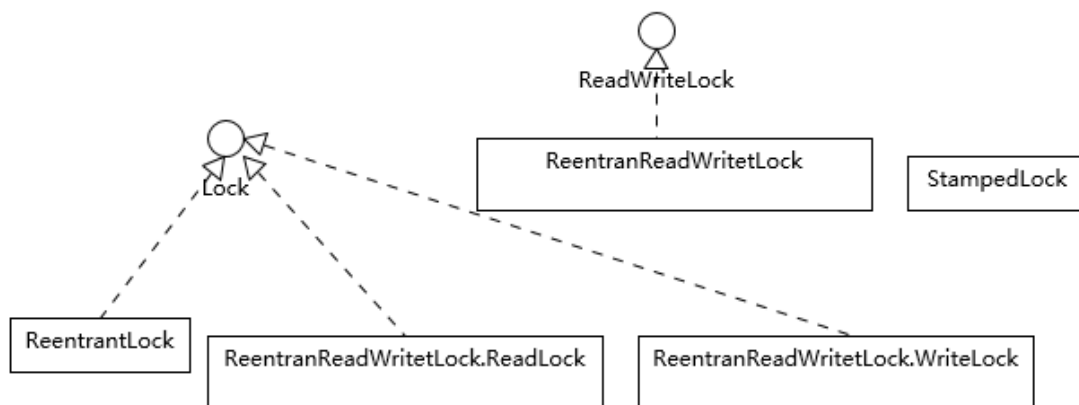 ReadWriteLock
Lock
ReentranReadWritetLock
StampedLock
ReentrantLock
ReentranReadWritetLock.ReadLock
ReentranReadWritetLock.WriteLock